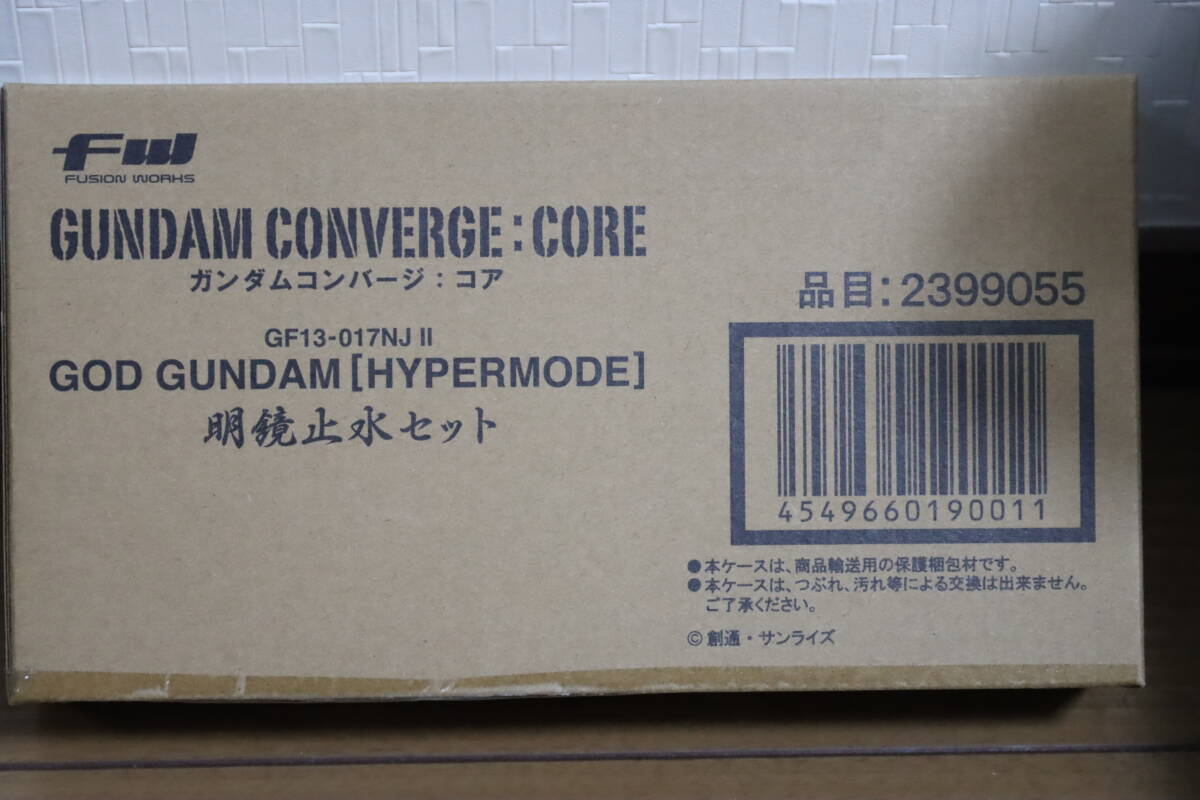 FW
FUSION WORKS
GUNDAM CONVERGE:CORE
ガンダムコンバージ:コア
GF13-017NJ II
GOD GUNDAM[HYPERMODE]
明鏡止水セット
品目:2399055
4549660190011
●本ケースは、商品輸送用の保護梱包材です。
●本ケースは、つぶれ、汚れ等による交換は出来ません。
ご了承ください。
©創通・サンライズ